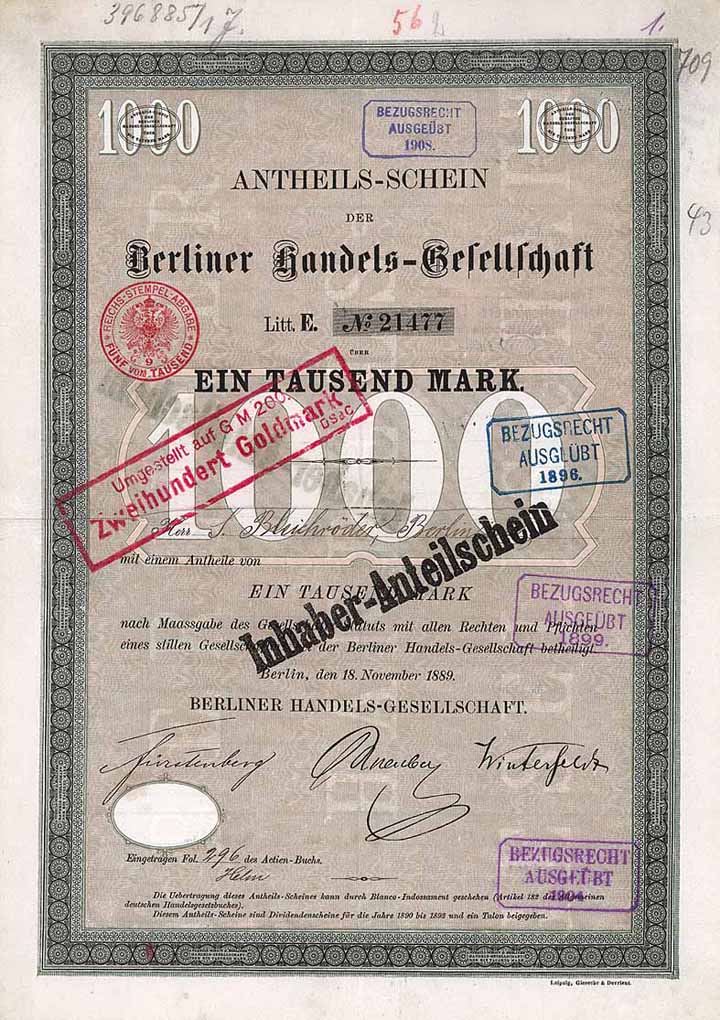 396885/1 J.
562
1.
709
43
1000
1000
BEZUGSRECHT
AUSGEÜBT
1908.
ANTHEILS-SCHEIN
DER
Berliner Handels-Gesellschaft
REICHS-STEMPEL-ABGABE
FÜNF VOM TAUSEND
9
Litt. E. № 21477
ÜBER
EIN TAUSEND MARK.
1000
Umgestellt auf G M 200.
Zweihundert Goldmark
DS&C
BEZUGSRECHT
AUSGEÜBT
1896.
Herr S. Bleichröder, Berlin
mit einem Antheile von
EIN TAUSEND MARK
Inhaber-Anteilschein
BEZUGSRECHT
AUSGEÜBT
1899.
nach Maassgabe des Gesellschafts-Statuts mit allen Rechten und Pflichten
eines stillen Gesellschafters der Berliner Handels-Gesellschaft betheiligt.
Berlin, den 18. November 1889.
BERLINER HANDELS-GESELLSCHAFT.
Fürstenberg
Winterfeldt
BEZUGSRECHT
AUSGEÜBT
Eingetragen Fol. 296 des Actien-Buchs.
Die Uebertragung dieses Antheils-Scheines kann durch Blanco-Indossament geschehen (Artikel 182 des Allgemeinen
deutschen Handelsgesetzbuches).
Diesem Antheils-Scheine sind Dividendenscheine für die Jahre 1890 bis 1893 und ein Talon beigegeben.
Leipzig, Giesecke & Devrient.